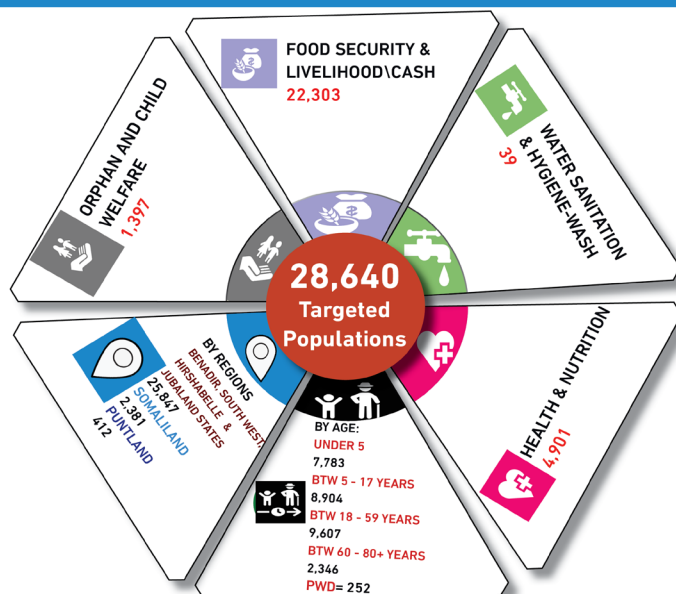 FOOD SECURITY &
LIVELIHOOD\CASH
22,303
WATER SANITATION
& HYGIENE-WASH
39
ORPHAN AND CHILD
WELFARE
1,397
28,640
Targeted
Populations
HEALTH & NUTRITION
4,901
BY REGIONS
BENADIR, SOUTH WEST,
HIRSHABELLE &
JUBALAND STATES
25,847
SOMALILAND
2,381
PUNTLAND
412
BY AGE:
UNDER 5
7,783
BTW 5 - 17 YEARS
8,904
BTW 18 - 59 YEARS
9,607
BTW 60 - 80+ YEARS
2,346
PWD= 252